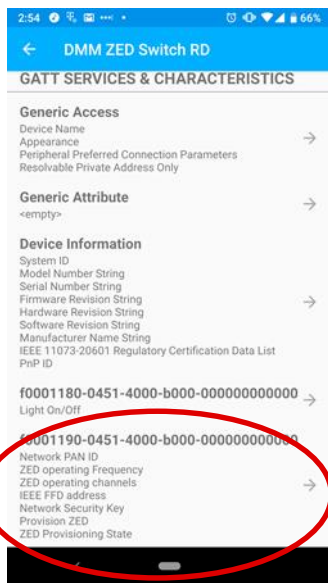 2:54 66%
DMM ZED Switch RD
GATT SERVICES & CHARACTERISTICS
Generic Access
Device Name
Appearance
Peripheral Preferred Connection Parameters
Resolvable Private Address Only
Generic Attribute
<empty>
Device Information
System ID
Model Number String
Serial Number String
Firmware Revision String
Hardware Revision String
Software Revision String
Manufacturer Name String
IEEE 11073-20601 Regulatory Certification Data List
PnP ID
f0001180-0451-4000-b000-000000000000
Light On/Off
f0001190-0451-4000-b000-000000000000
Network PAN ID
ZED operating Frequency
ZED operating channels
IEEE FFD address
Network Security Key
Provision ZED
ZED Provisioning State